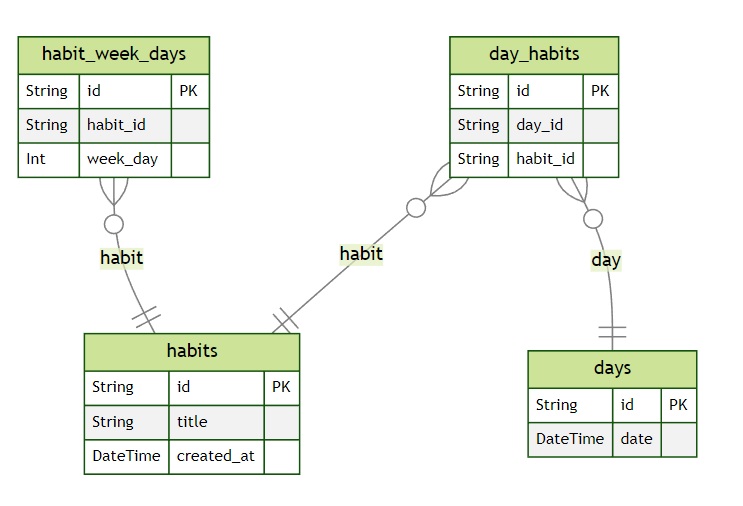 habit_week_days
String id PK
String habit_id
Int week_day
day_habits
String id PK
String day_id
String habit_id
habit
habit
day
habits
String id PK
String title
DateTime created_at
days
String id PK
DateTime date